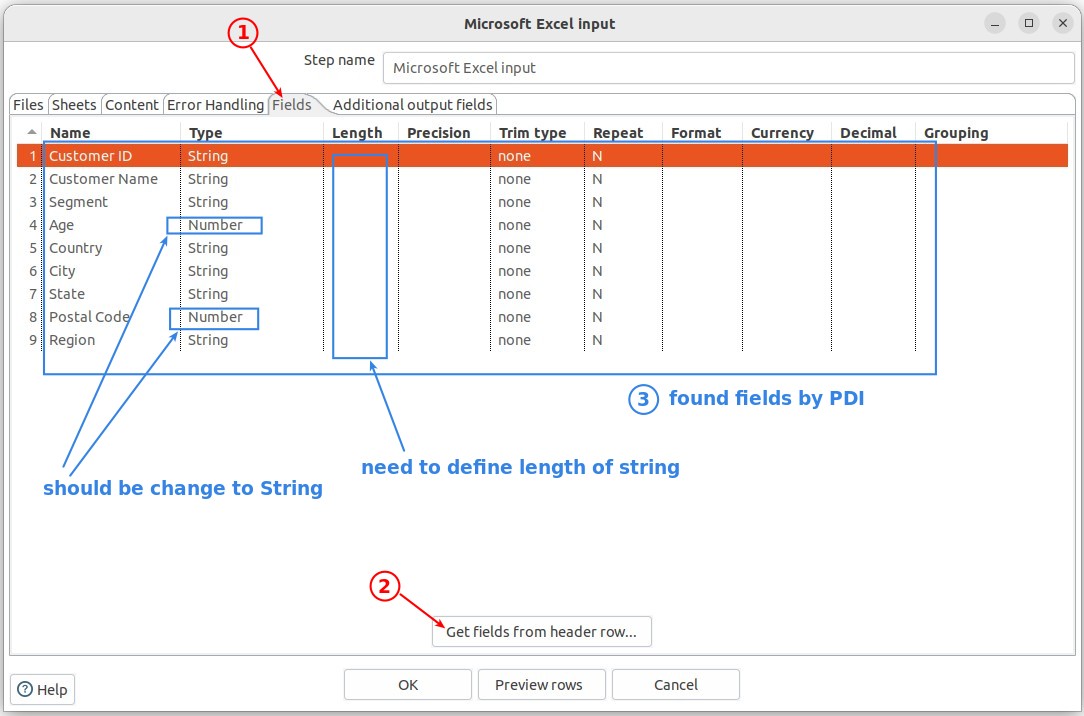 Microsoft Excel input
1
Step name Microsoft Excel input
Files Sheets Content Error Handling Fields Additional output fields
Name Type Length Precision Trim type Repeat Format Currency Decimal Grouping
1 Customer ID String none N
2 Customer Name String none N
3 Segment String none N
4 Age Number none N
5 Country String none N
6 City String none N
7 State String none N
8 Postal Code Number none N
9 Region String none N
3 found fields by PDI
need to define length of string
should be change to String
2
Get fields from header row...
Help OK Preview rows Cancel